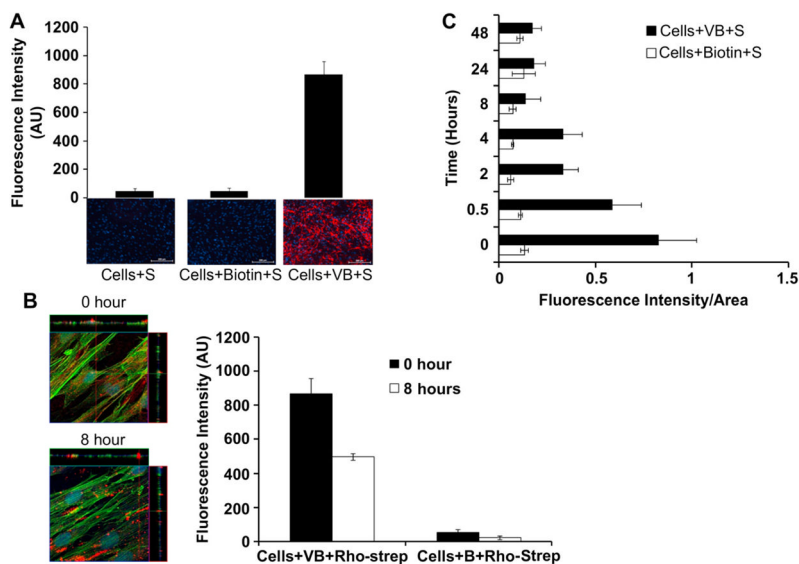 A
Fluorescence Intensity
(AU)
1200
1000
800
600
400
200
0
Cells+S
Cells+Biotin+S
Cells+VB+S
C
Time (Hours)
48
24
8
4
2
0.5
0
Cells+VB+S
Cells+Biotin+S
0
0.5
1
1.5
Fluorescence Intensity/Area
B
0 hour
8 hour
Fluorescence Intensity (AU)
1200
1000
800
600
400
200
0
0 hour
8 hours
Cells+VB+Rho-strep
Cells+B+Rho-Strep